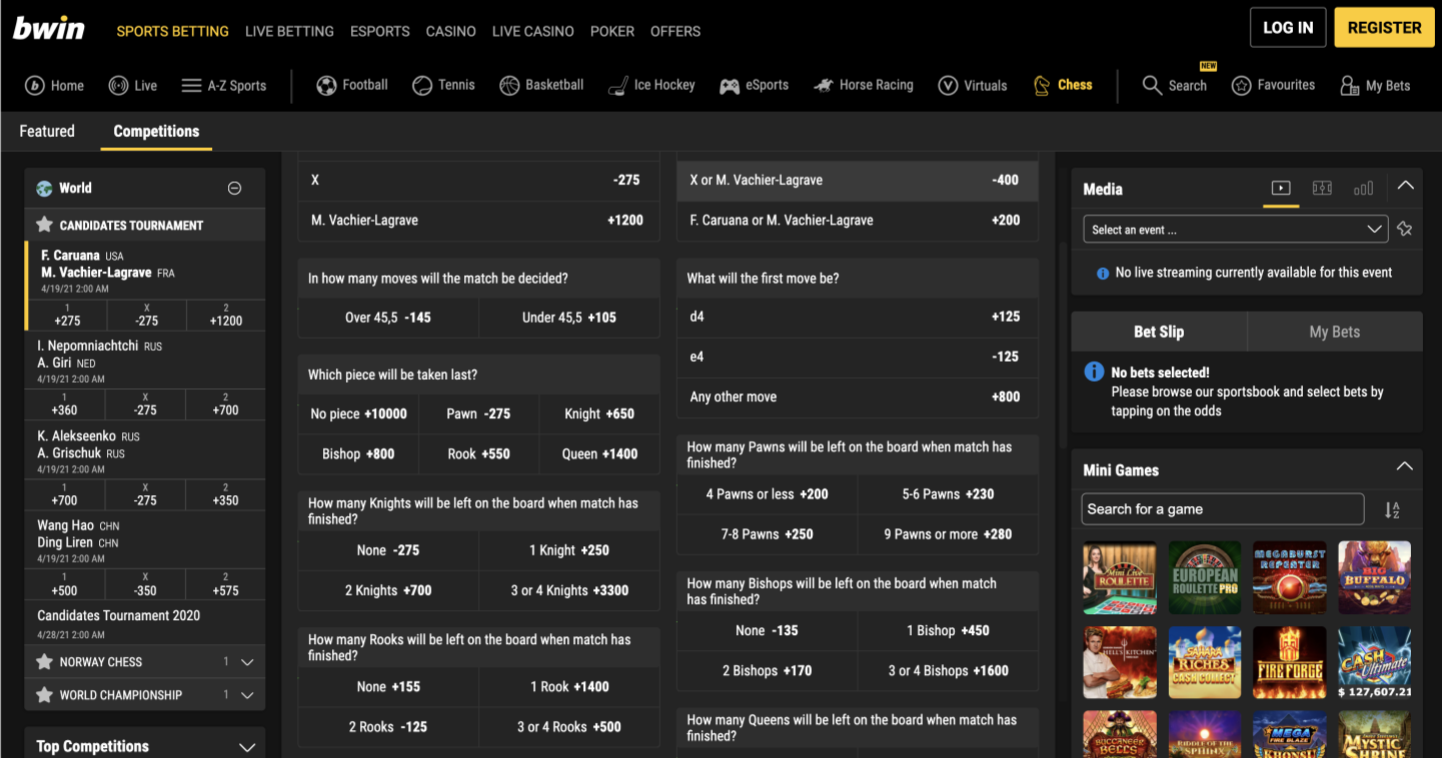 bwin
SPORTS BETTING LIVE BETTING ESPORTS CASINO LIVE CASINO POKER OFFERS
LOG IN
REGISTER
Home
Live
A-Z Sports
Football
Tennis
Basketball
Ice Hockey
eSports
Horse Racing
Virtuals
Chess
NEW
Search
Favourites
My Bets
Featured
Competitions
World
CANDIDATES TOURNAMENT
F. Caruana USA
M. Vachier-Lagrave FRA
4/19/21 2:00 AM
1 X 2
+275 -275 +1200
I. Nepomniachtchi RUS
A. Giri NED
4/19/21 2:00 AM
1 X 2
+360 -275 +700
K. Alekseenko RUS
A. Grischuk RUS
4/19/21 2:00 AM
1 X 2
+700 -275 +350
Wang Hao CHN
Ding Liren CHN
4/19/21 2:00 AM
1 X 2
+500 -350 +575
Candidates Tournament 2020
4/28/21 2:00 AM
NORWAY CHESS 1
WORLD CHAMPIONSHIP 1
Top Competitions
X -275
M. Vachier-Lagrave +1200
In how many moves will the match be decided?
Over 45,5 -145 Under 45,5 +105
Which piece will be taken last?
No piece +10000 Pawn -275 Knight +650
Bishop +800 Rook +550 Queen +1400
How many Knights will be left on the board when match has
finished?
None -275 1 Knight +250
2 Knights +700 3 or 4 Knights +3300
How many Rooks will be left on the board when match has
finished?
None +155 1 Rook +1400
2 Rooks -125 3 or 4 Rooks +500
X or M. Vachier-Lagrave -400
F. Caruana or M. Vachier-Lagrave +200
What will the first move be?
d4 +125
e4 -125
Any other move +800
How many Pawns will be left on the board when match has
finished?
4 Pawns or less +200 5-6 Pawns +230
7-8 Pawns +250 9 Pawns or more +280
How many Bishops will be left on the board when match
has finished?
None -135 1 Bishop +450
2 Bishops +170 3 or 4 Bishops +1600
How many Queens will be left on the board when match has
finished?
Media
Select an event ...
No live streaming currently available for this event
Bet Slip
My Bets
No bets selected!
Please browse our sportsbook and select bets by
tapping on the odds
Mini Games
Search for a game
Mini Live
ROULETTE
EUROPEAN
ROULETTE PRO
MEGABURST
REPEATER
BIG
BUFFALO
HELL'S KITCHEN
SAHARA
RICHES
CASH COLLECT
FIRE FORGE
CASH
Ultimate
$ 127,607.21
BUCCANEER
BELLS
RIDDLE OF THE
SPHINX
MEGA
FIRE BLAZE
KHONSU
MYSTIC
SHRINE